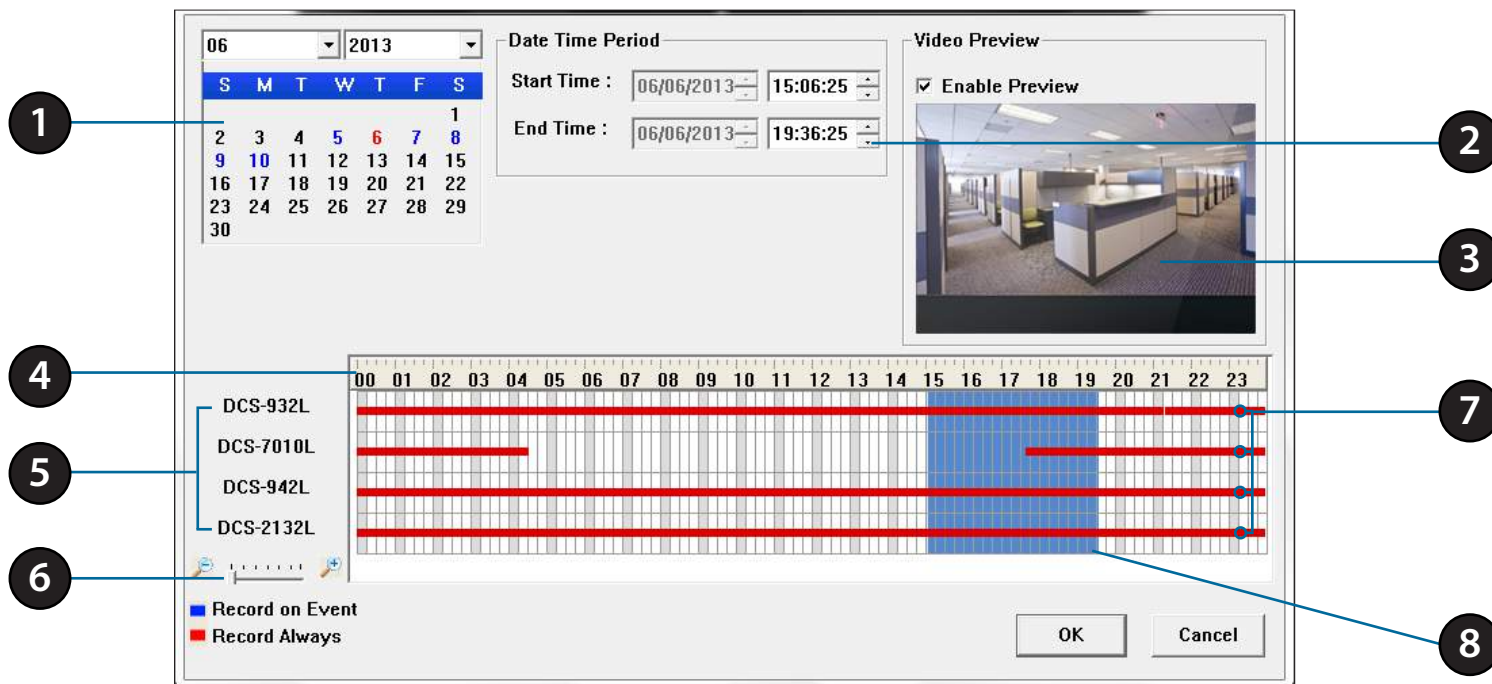 06 2013
S M T W T F S
1
2 3 4 5 6 7 8
9 10 11 12 13 14 15
16 17 18 19 20 21 22
23 24 25 26 27 28 29
30
Date Time Period
Start Time : 06/06/2013 15:06:25
End Time : 06/06/2013 19:36:25
Video Preview
Enable Preview
1
2
3
4
00 01 02 03 04 05 06 07 08 09 10 11 12 13 14 15 16 17 18 19 20 21 22 23
DCS-932L
7
DCS-7010L
5
DCS-942L
DCS-2132L
6
Record on Event
Record Always
OK
Cancel
8